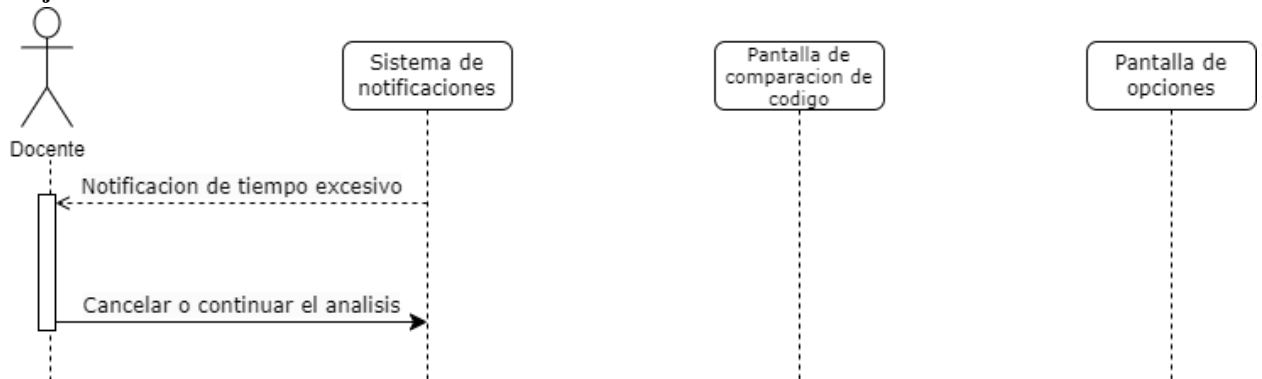 Sistema de
notificaciones
Pantalla de
comparacion de
codigo
Pantalla de
opciones
Docente
Notificacion de tiempo excesivo
Cancelar o continuar el analisis